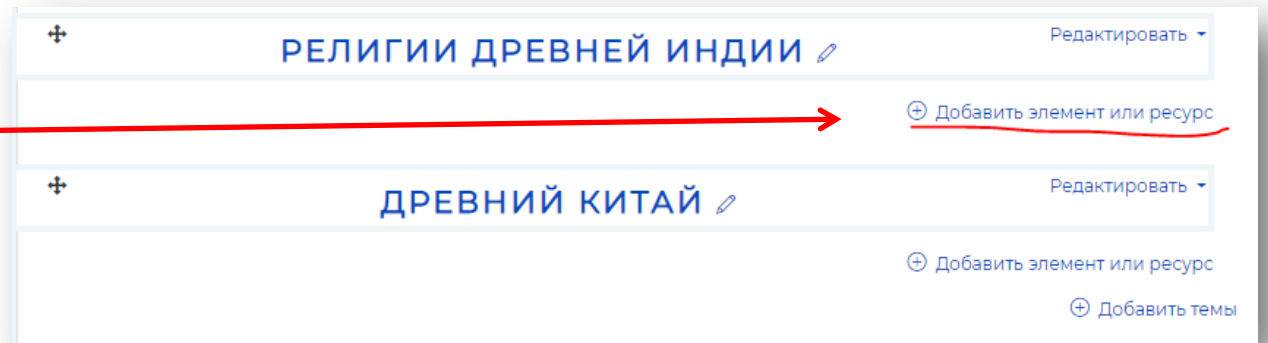 РЕЛИГИИ ДРЕВНЕЙ ИНДИИ
Редактировать
Добавить элемент или ресурс
ДРЕВНИЙ КИТАЙ
Редактировать
Добавить элемент или ресурс
Добавить темы